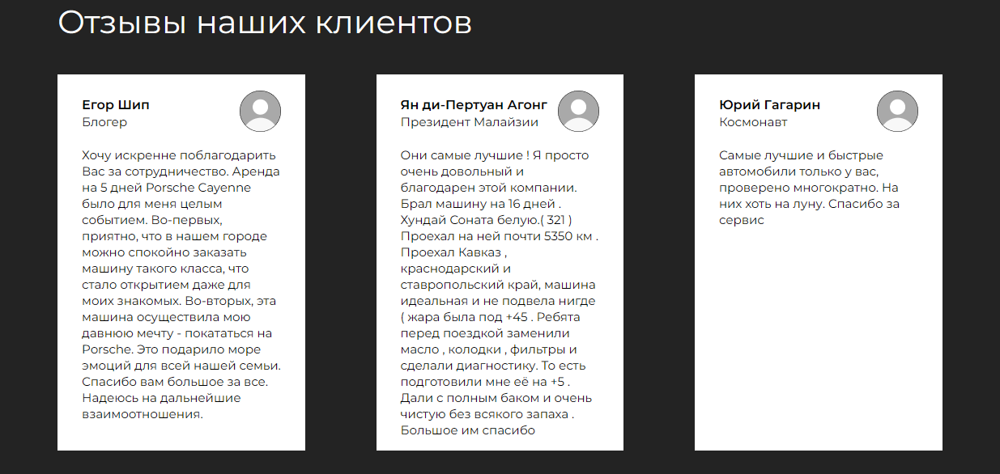 Отзывы наших клиентов
Егор Шип
Блогер
Хочу искренне поблагодарить
Вас за сотрудничество. Аренда
на 5 дней Porsche Cayenne
было для меня целым
событием. Во-первых,
приятно, что в нашем городе
можно спокойно заказать
машину такого класса, что
стало открытием даже для
моих знакомых. Во-вторых, эта
машина осуществила мою
давнюю мечту - покататься на
Porsche. Это подарило море
эмоций для всей нашей семьи.
Спасибо вам большое за все.
Надеюсь на дальнейшие
взаимоотношения.
Ян ди-Пертуан Агонг
Президент Малайзии
Они самые лучшие ! Я просто
очень довольный и
благодарен этой компании.
Брал машину на 16 дней .
Хундай Соната белую.( 321 )
Проехал на ней почти 5350 км .
Проехал Кавказ ,
краснодарский и
ставропольский край, машина
идеальная и не подвела нигде
( жара была под +45 . Ребята
перед поездкой заменили
масло , колодки , фильтры и
сделали диагностику. То есть
подготовили мне её на +5 .
Дали с полным баком и очень
чистую без всякого запаха .
Большое им спасибо
Юрий Гагарин
Космонавт
Самые лучшие и быстрые
автомобили только у вас,
проверено многократно. На
них хоть на луну. Спасибо за
сервис